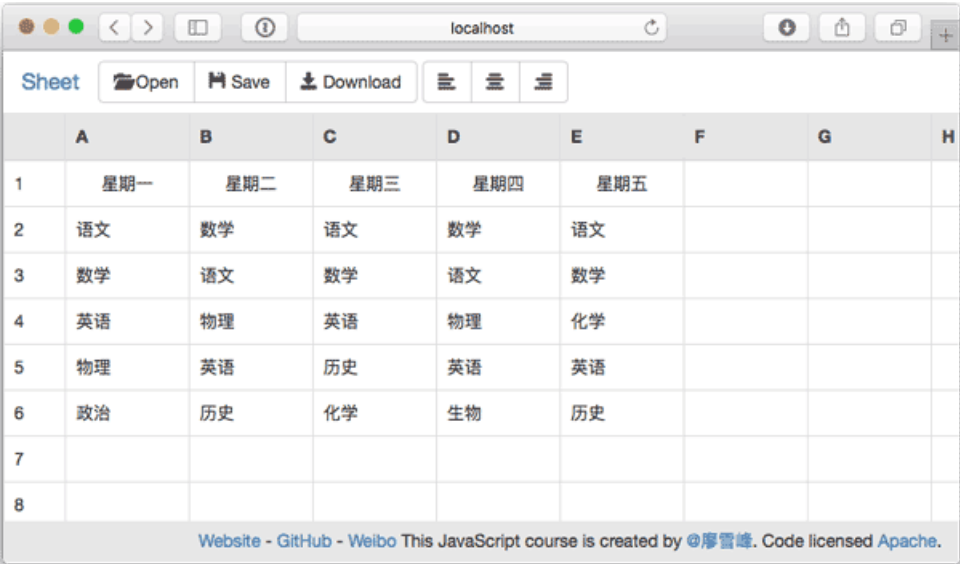 localhost
Sheet Open Save Download
A B C D E F G H
1 星期一 星期二 星期三 星期四 星期五
2 语文 数学 语文 数学 语文
3 数学 语文 数学 语文 数学
4 英语 物理 英语 物理 化学
5 物理 英语 历史 英语 英语
6 政治 历史 化学 生物 历史
7
8
Website - GitHub - Weibo This JavaScript course is created by @廖雪峰. Code licensed Apache.